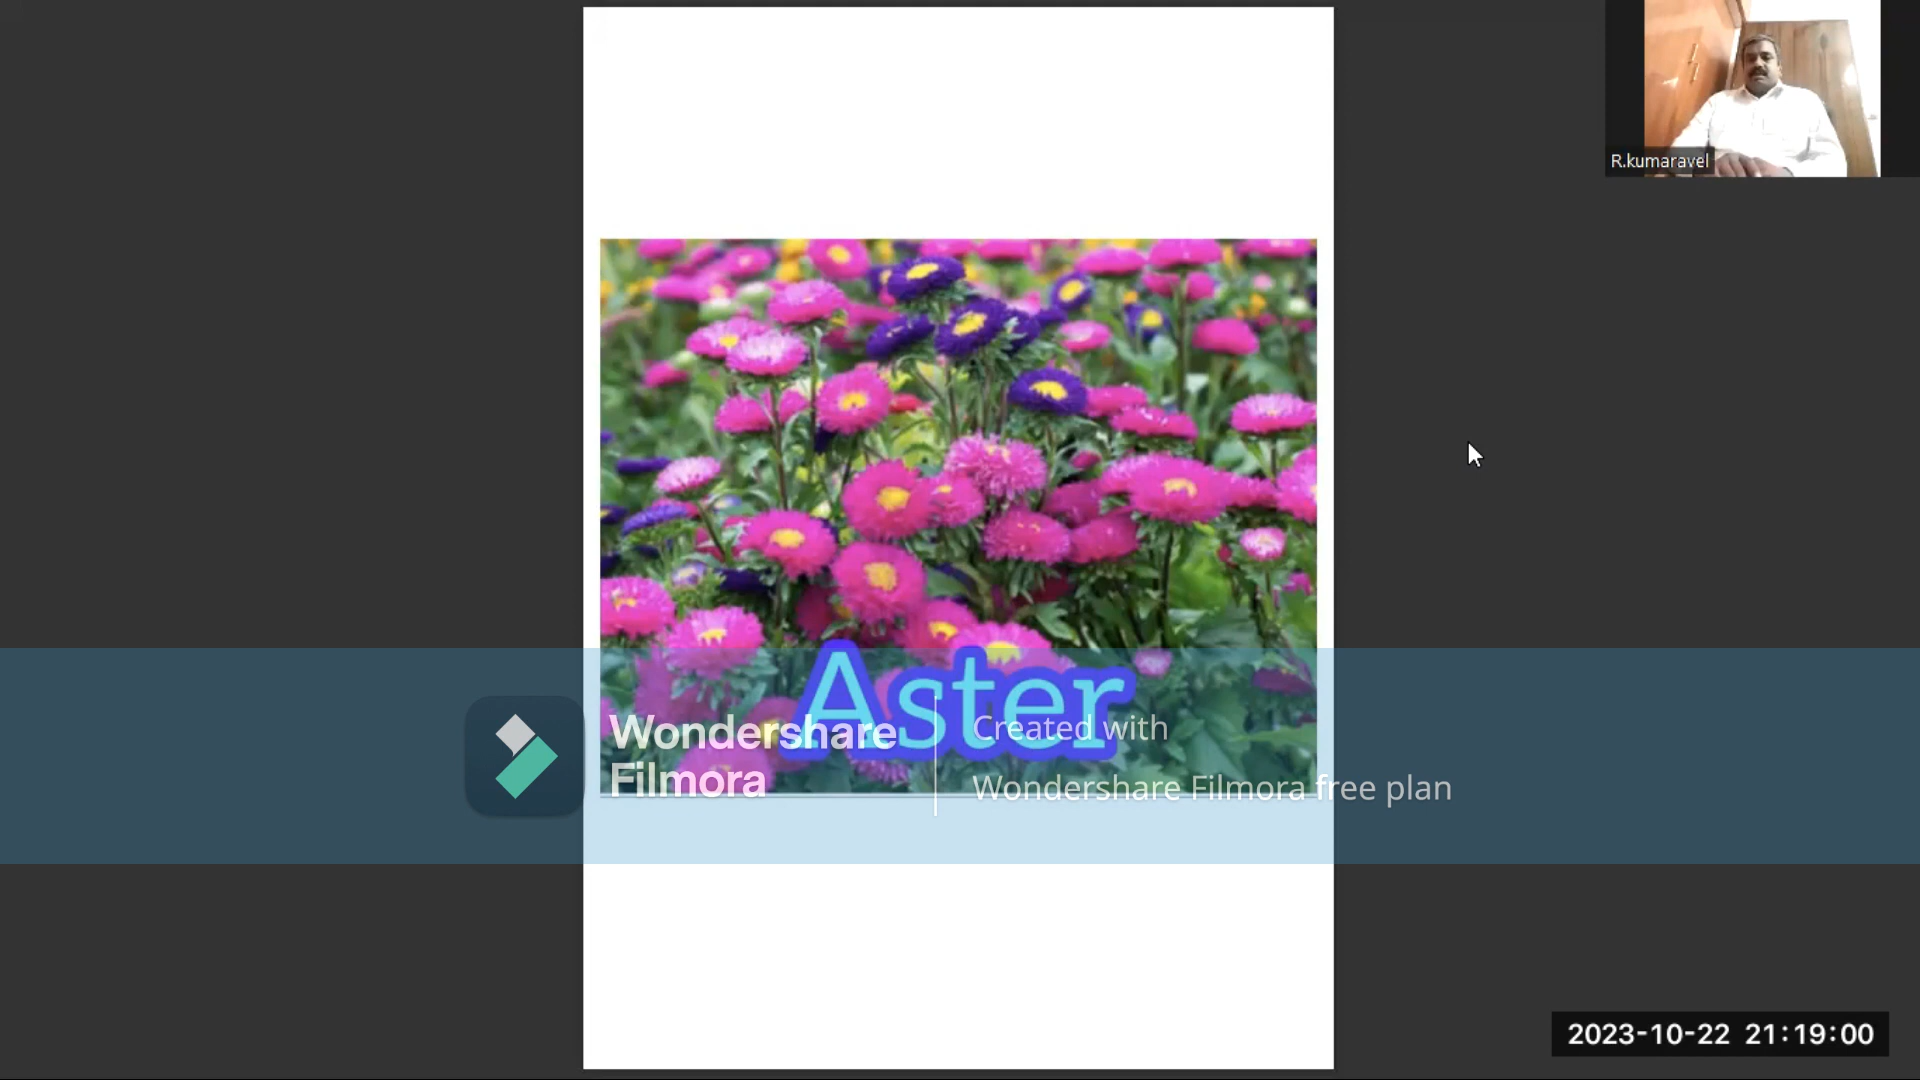 R.kumaravel
Aster
Wondershare
Filmora
Created with
Wondershare Filmora free plan
2023-10-22 21:19:00